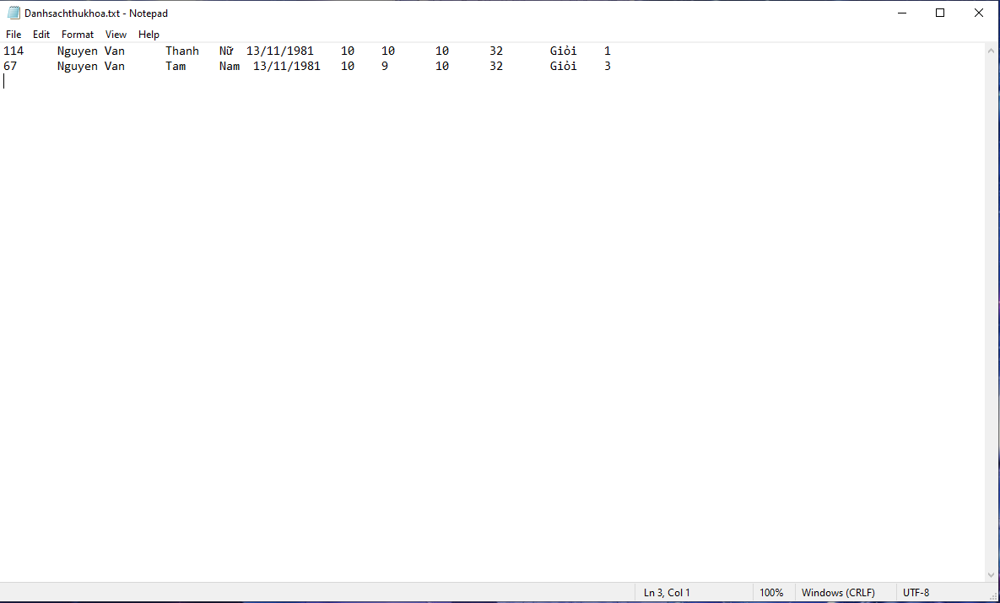 Danhsachthukhoa.txt - Notepad
File Edit Format View Help
114 Nguyen Van Thanh Nữ 13/11/1981 10 10 10 32 Giỏi 1
67 Nguyen Van Tam Nam 13/11/1981 10 9 10 32 Giỏi 3
Ln 3, Col 1 100% Windows (CRLF) UTF-8